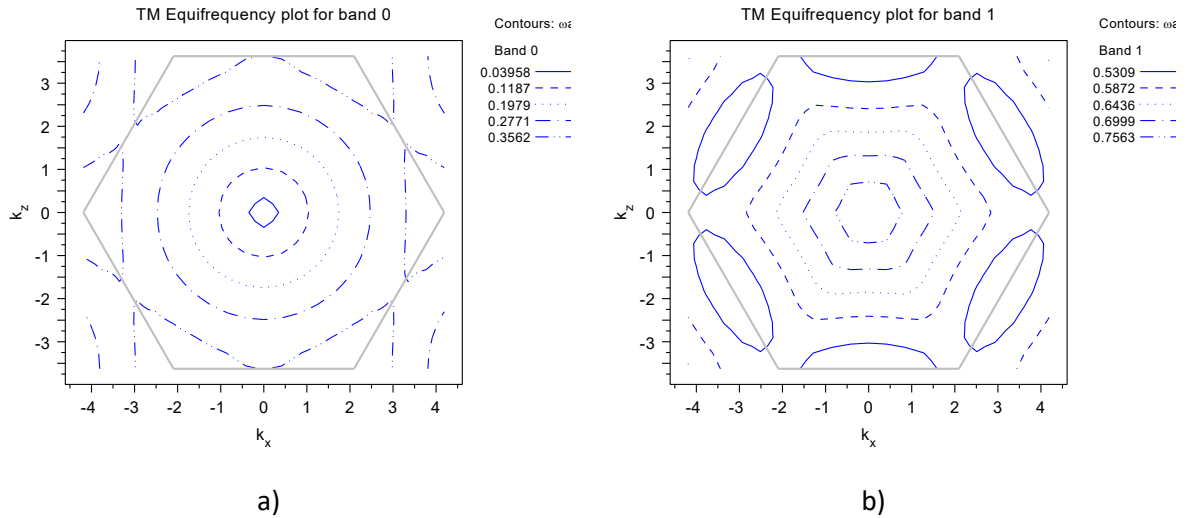 TM Equifrequency plot for band 0
Contours: ωa
Band 0
0.03958
0.1187
0.1979
0.2771
0.3562
3
2
1
0
-1
-2
-3
k_z
-4 -3 -2 -1 0 1 2 3 4
k_x
a)
TM Equifrequency plot for band 1
Contours: ωa
Band 1
0.5309
0.5872
0.6436
0.6999
0.7563
3
2
1
0
-1
-2
-3
k_z
-4 -3 -2 -1 0 1 2 3 4
k_x
b)